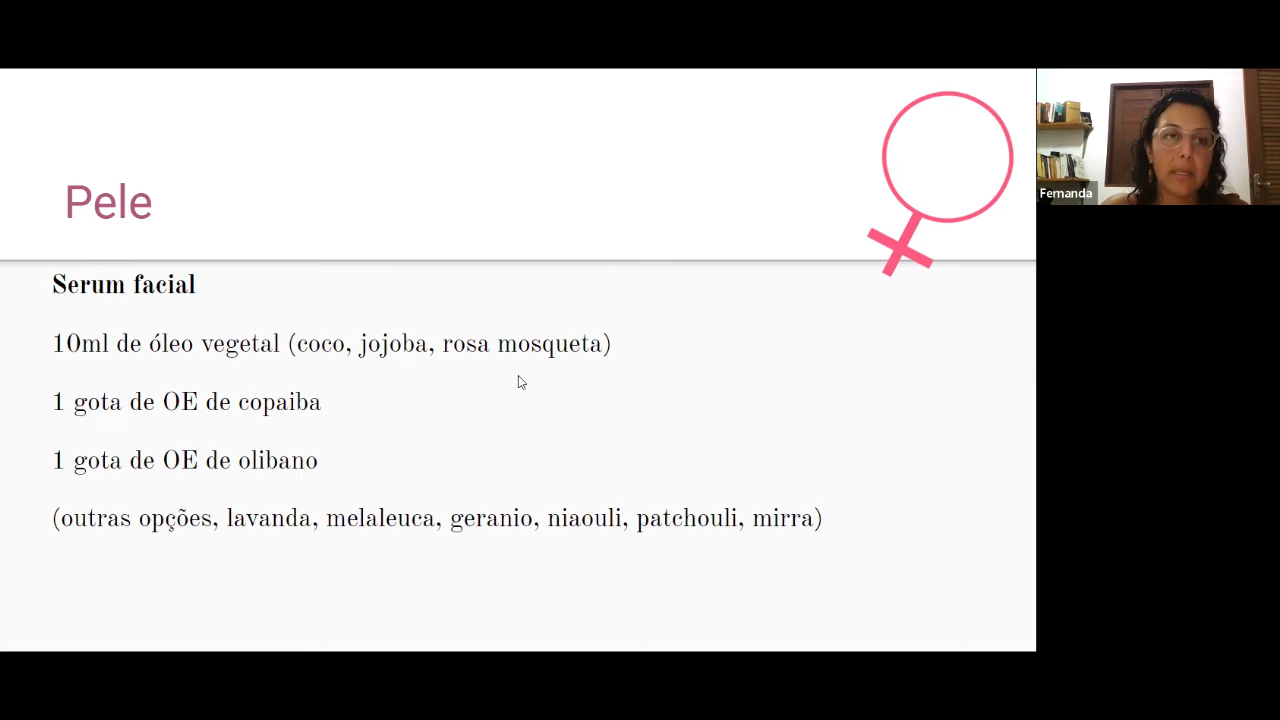 Pele
Serum facial
10ml de óleo vegetal (coco, jojoba, rosa mosqueta)
1 gota de OE de copaiba
1 gota de OE de olibano
(outras opções, lavanda, melaleuca, geranio, niaouli, patchouli, mirra)
Fernanda